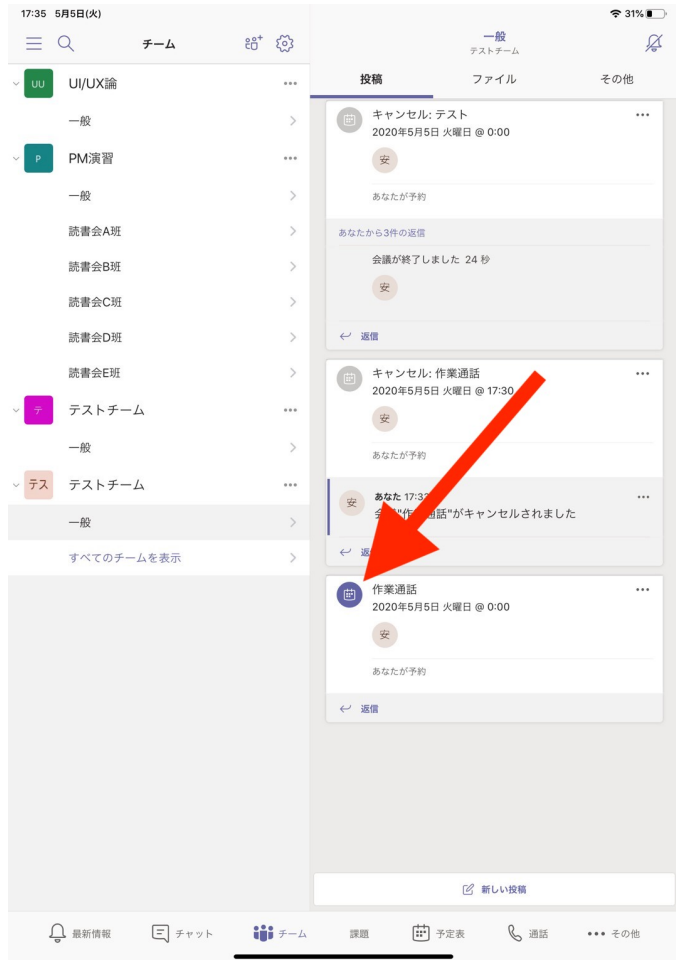 17:35 5月5日(火)
31%
チーム
UU UI/UX論
一般
P PM演習
一般
読書会A班
読書会B班
読書会C班
読書会D班
読書会E班
テ テストチーム
一般
テス テストチーム
一般
すべてのチームを表示
一般
テストチーム
投稿 ファイル その他
キャンセル: テスト
2020年5月5日 火曜日 @ 0:00
安
あなたが予約
あなたから3件の返信
会議が終了しました 24 秒
安
返信
キャンセル: 作業通話
2020年5月5日 火曜日 @ 17:30
安
あなたが予約
安 あなた
"がキャンセルされました
作業通話
2020年5月5日 火曜日 @ 0:00
安
あなたが予約
返信
新しい投稿
最新情報 チャット チーム 課題 予定表 通話 その他